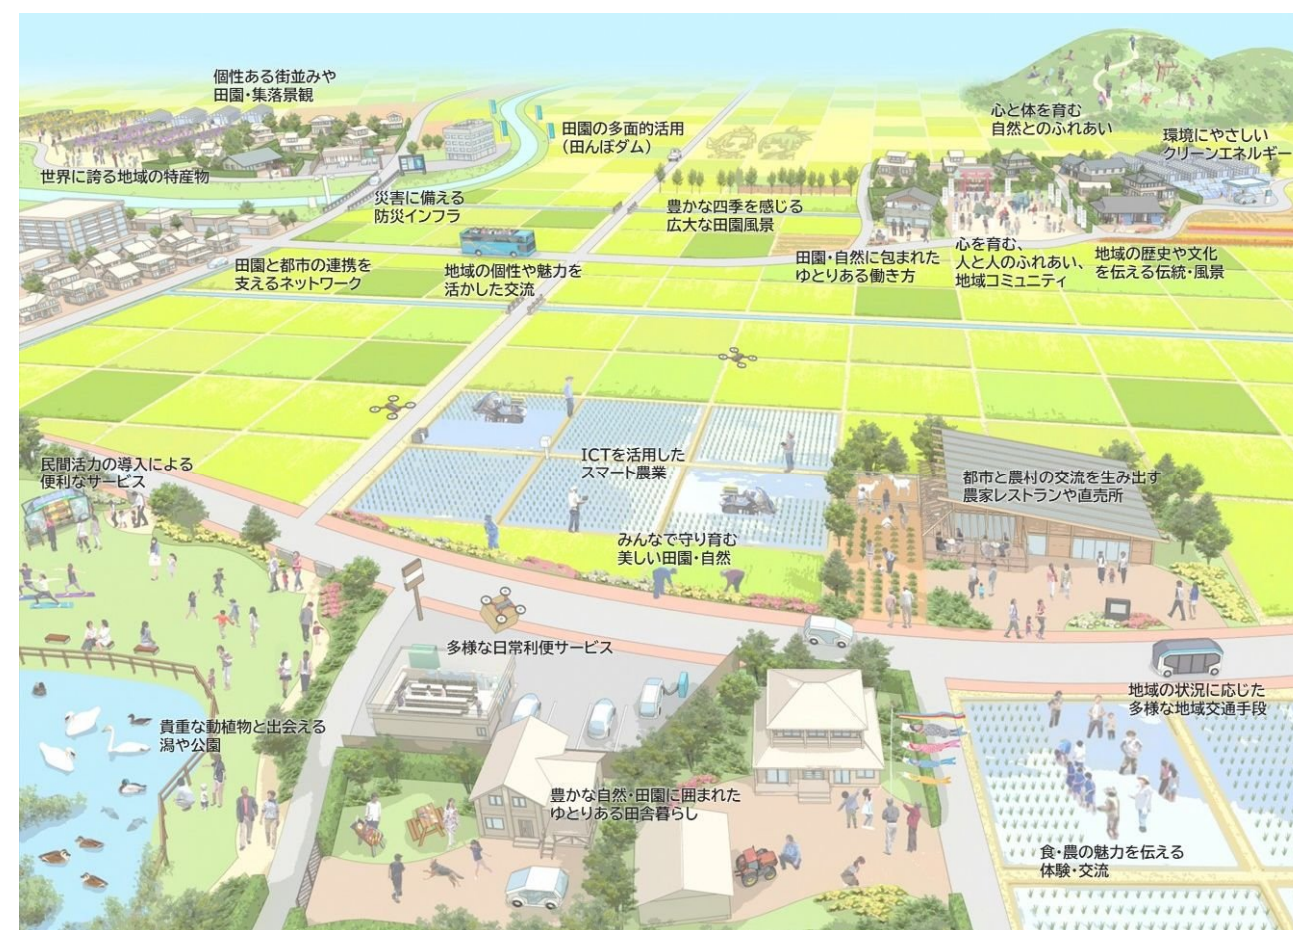 個性ある街並みや
田園・集落景観
世界に誇る地域の特産物
災害に備える
防災インフラ
田園の多面的活用
（田んぼダム）
心と体を育む
自然とのふれあい
環境にやさしい
クリーンエネルギー
豊かな四季を感じる
広大な田園風景
田園と都市の連携を
支えるネットワーク
地域の個性や魅力を
活かした交流
田園・自然に包まれた
ゆとりある働き方
心を育む、
人と人のふれあい、
地域コミュニティ
地域の歴史や文化
を伝える伝統・風景
民間活力の導入による
便利なサービス
ICTを活用した
スマート農業
都市と農村の交流を生み出す
農家レストランや直売所
みんなで守り育む
美しい田園・自然
多様な日常利便サービス
地域の状況に応じた
多様な地域交通手段
貴重な動植物と出会える
潟や公園
豊かな自然・田園に囲まれた
ゆとりある田舎暮らし
食・農の魅力を伝える
体験・交流